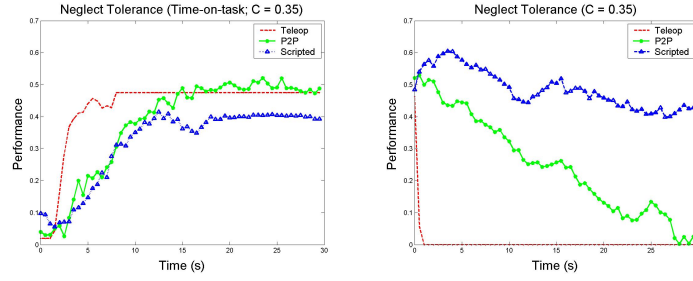 Neglect Tolerance (Time-on-task; C = 0.35)
0.7
0.6
0.5
0.4
0.3
0.2
0.1
0
Performance
0 5 10 15 20 25 30
Time (s)
Teleop
P2P
Scripted
Neglect Tolerance (C = 0.35)
0.7
0.6
0.5
0.4
0.3
0.2
0.1
0
Performance
0 5 10 15 20 25
Time (s)
Teleop
P2P
Scripted